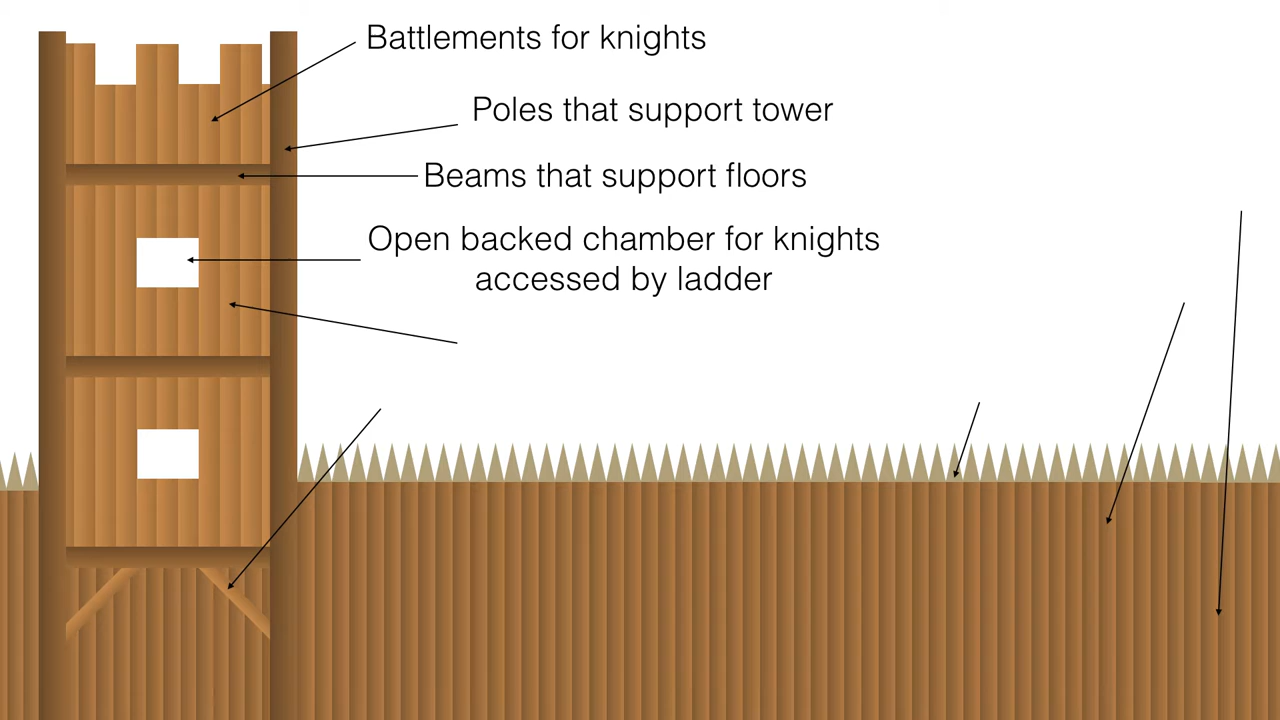 Battlements for knights
Poles that support tower
Beams that support floors
Open backed chamber for knights
accessed by ladder